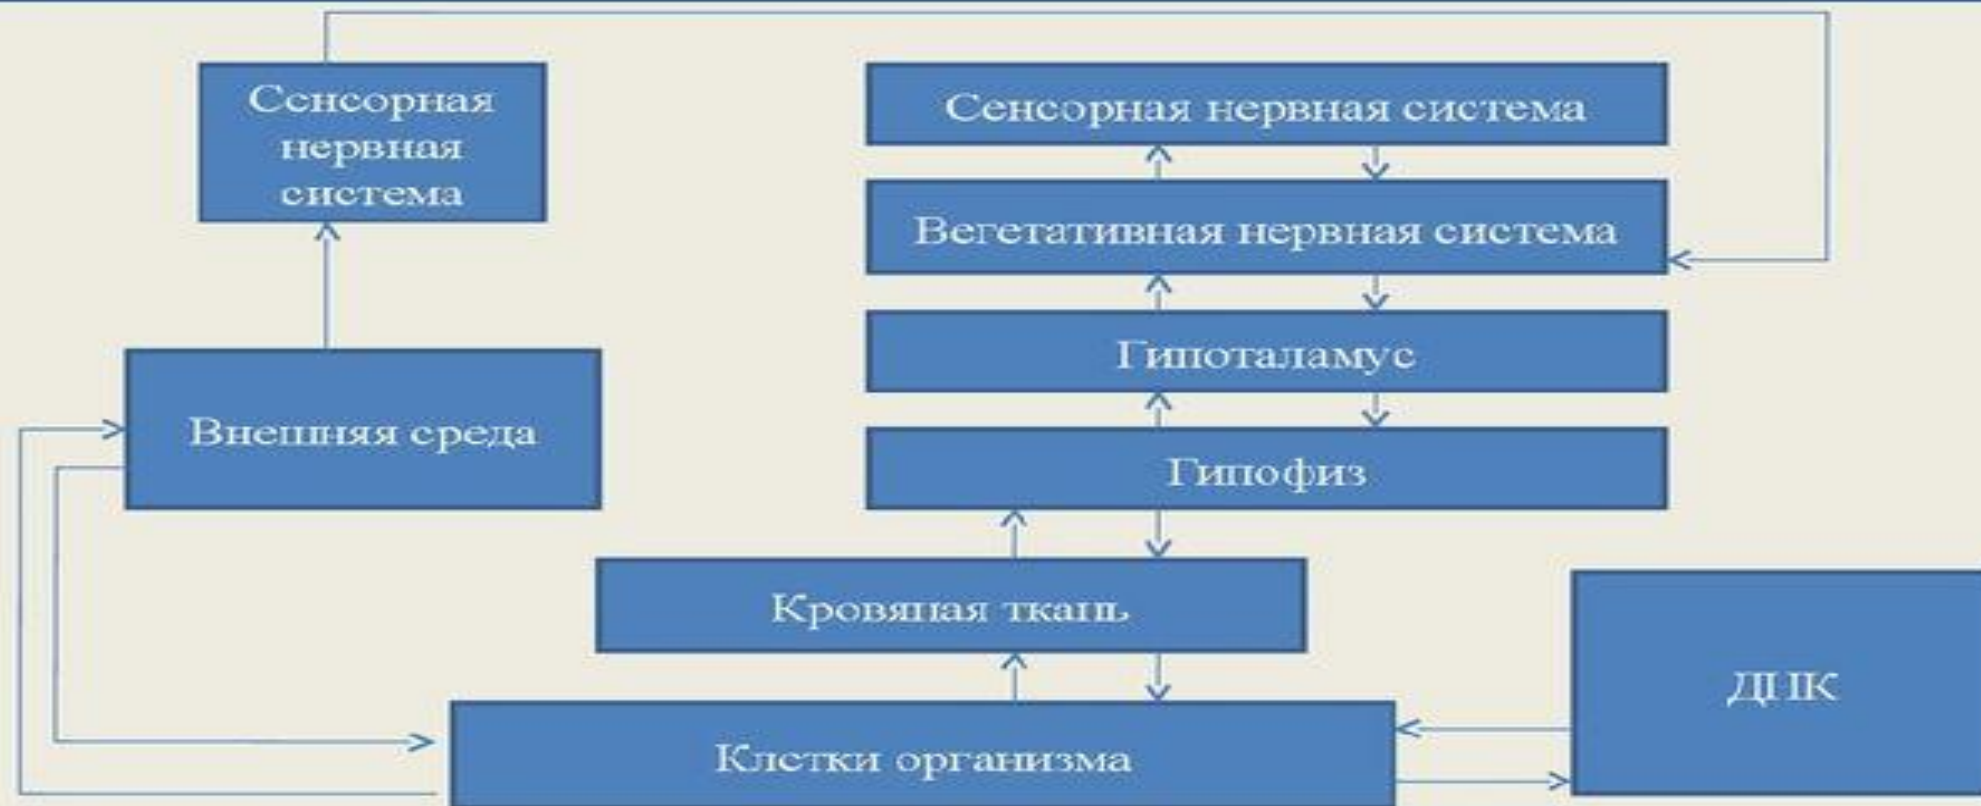 Сенсорная
нервная
система
Сенсорная нервная система
Вегетативная нервная система
Гипоталамус
Внешняя среда
Гипофиз
Кровяная ткань
ДНК
Клетки организма